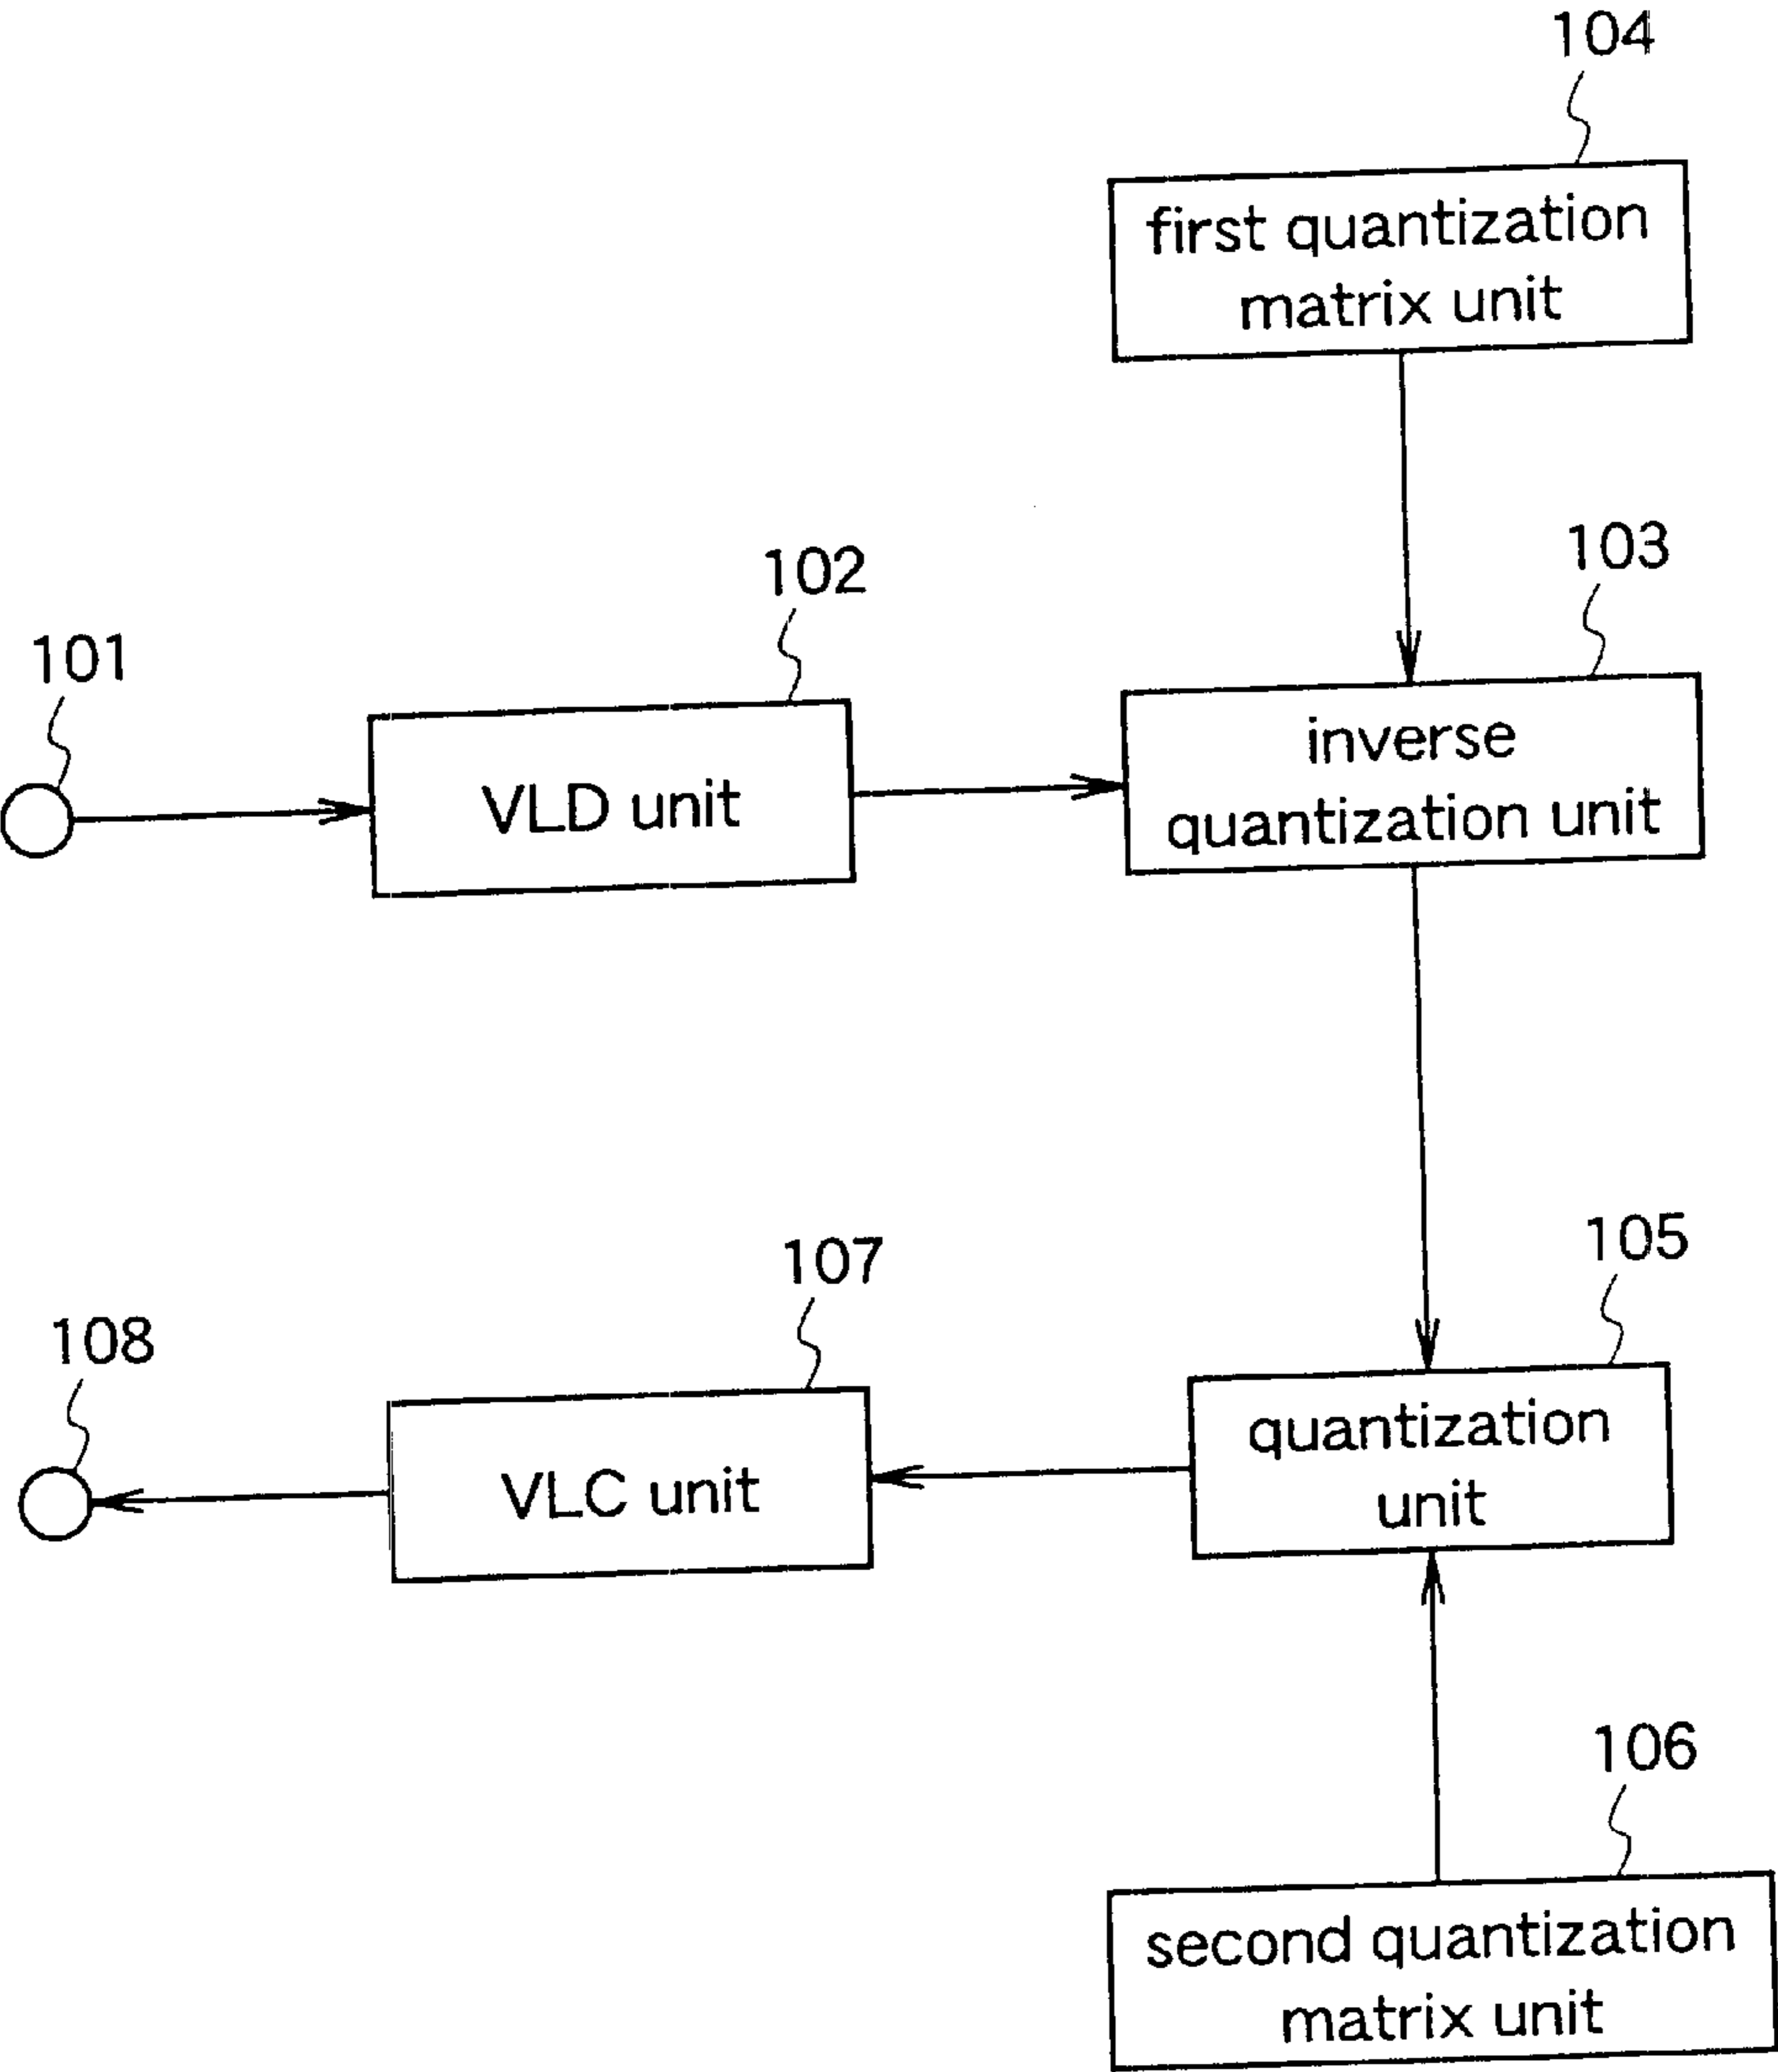 104
first quantization
matrix unit
103
102
101
inverse
quantization unit
VLD unit
105
107
108
quantization
unit
VLC unit
106
second quantization
matrix unit